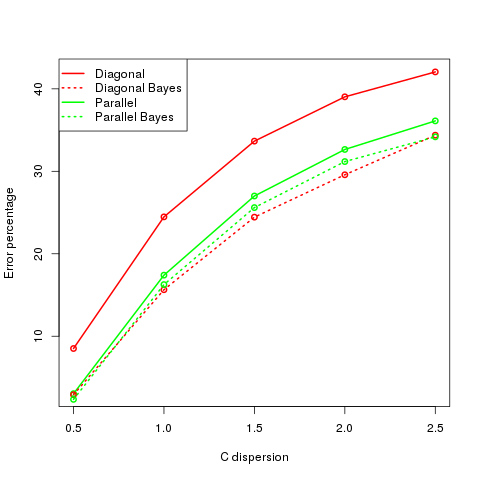 Diagonal
Diagonal Bayes
Parallel
Parallel Bayes
40
30
20
10
Error percentage
0.5 1.0 1.5 2.0 2.5
C dispersion